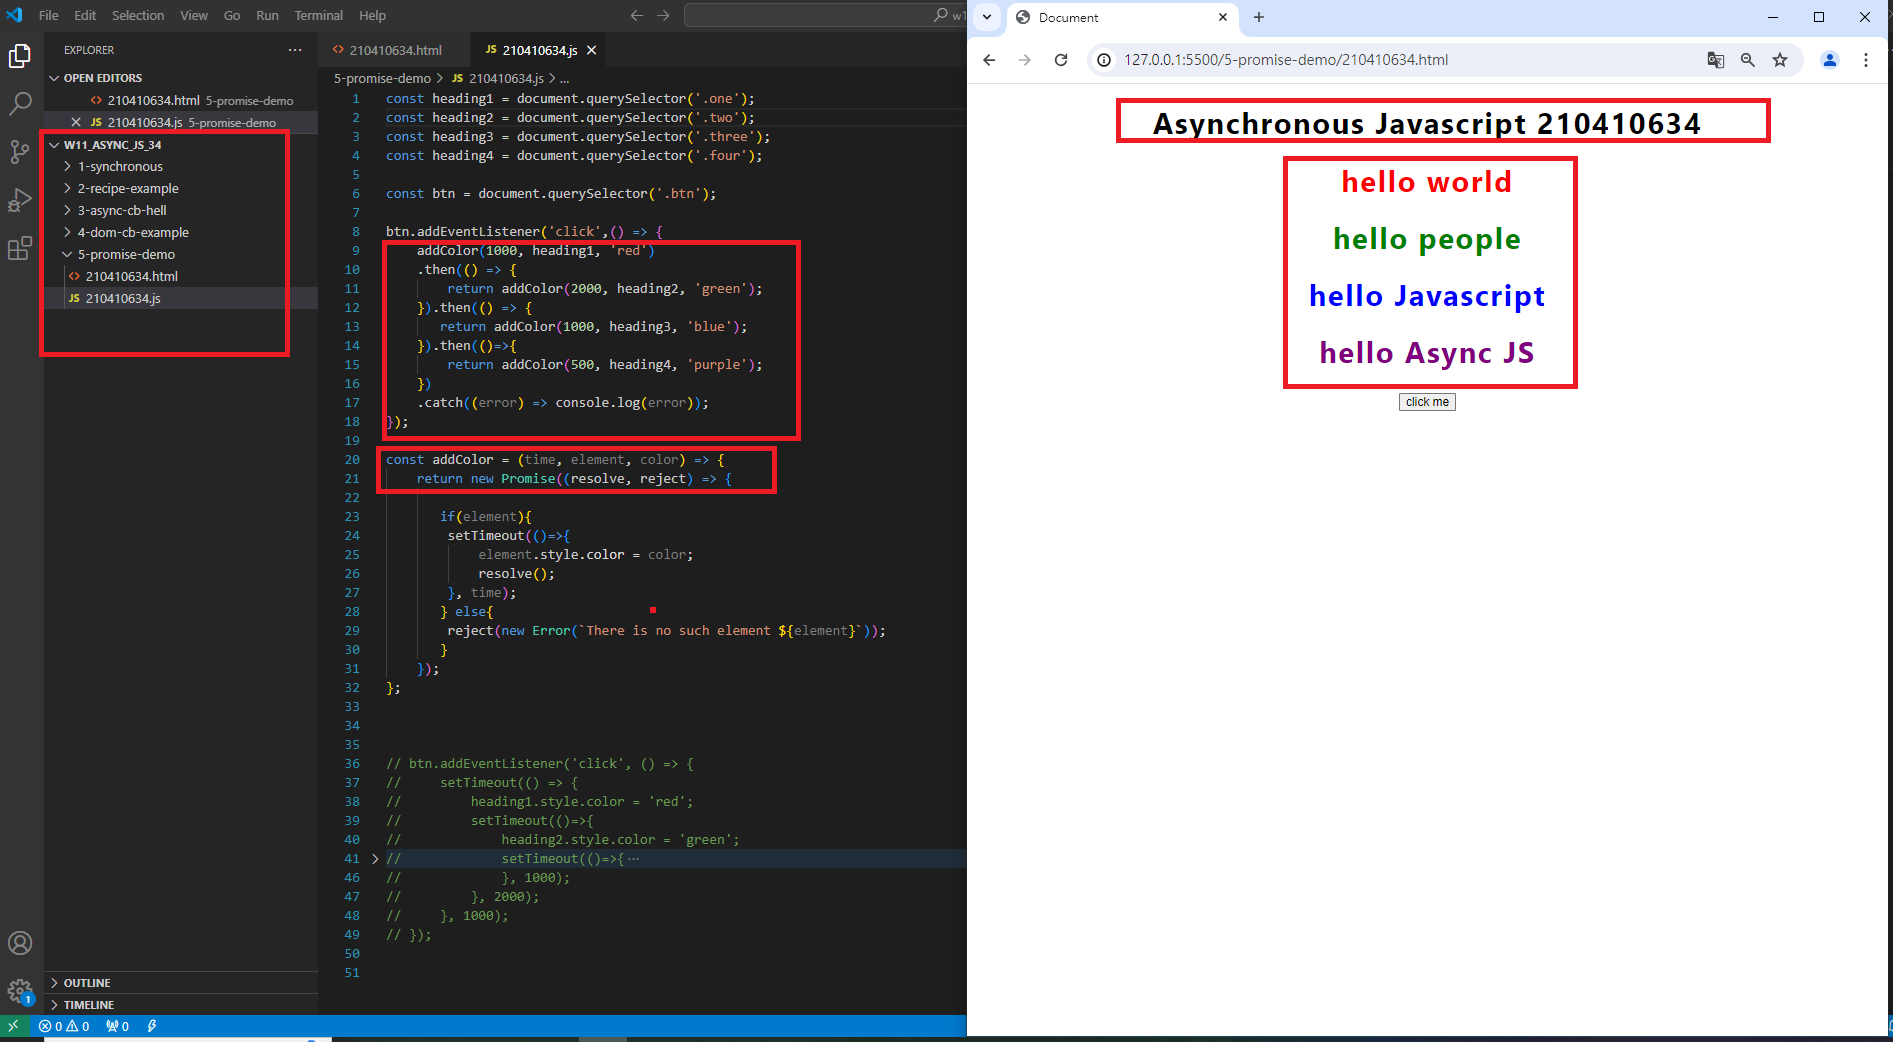 File Edit Selection View Go Run Terminal Help
w1
EXPLORER
OPEN EDITORS
210410634.html 5-promise-demo
JS 210410634.js 5-promise-demo
W11_ASYNC_JS_34
1-synchronous
2-recipe-example
3-async-cb-hell
4-dom-cb-example
5-promise-demo
210410634.html
JS 210410634.js
OUTLINE
TIMELINE
210410634.html
JS 210410634.js
5-promise-demo > JS 210410634.js > ...
1 const heading1 = document.querySelector('.one');
2 const heading2 = document.querySelector('.two');
3 const heading3 = document.querySelector('.three');
4 const heading4 = document.querySelector('.four');
5
6 const btn = document.querySelector('.btn');
7
8 btn.addEventListener('click',() => {
9 addColor(1000, heading1, 'red')
10 .then(() => {
11 return addColor(2000, heading2, 'green');
12 }).then(() => {
13 return addColor(1000, heading3, 'blue');
14 }).then(()=>{
15 return addColor(500, heading4, 'purple');
16 })
17 .catch((error) => console.log(error));
18 });
19
20 const addColor = (time, element, color) => {
21 return new Promise((resolve, reject) => {
22
23 if(element){
24 setTimeout(()=>{
25 element.style.color = color;
26 resolve();
27 }, time);
28 } else{
29 reject(new Error(`There is no such element ${element}`));
30 }
31 });
32 };
33
34
35
36 // btn.addEventListener('click', () => {
37 // setTimeout(() => {
38 // heading1.style.color = 'red';
39 // setTimeout(()=>{
40 // heading2.style.color = 'green';
41 // setTimeout(()=>{ ...
46 // }, 1000);
47 // }, 2000);
48 // }, 1000);
49 // });
50
51
1
0 0 0
Document
127.0.0.1:5500/5-promise-demo/210410634.html
Asynchronous Javascript 210410634
hello world
hello people
hello Javascript
hello Async JS
click me